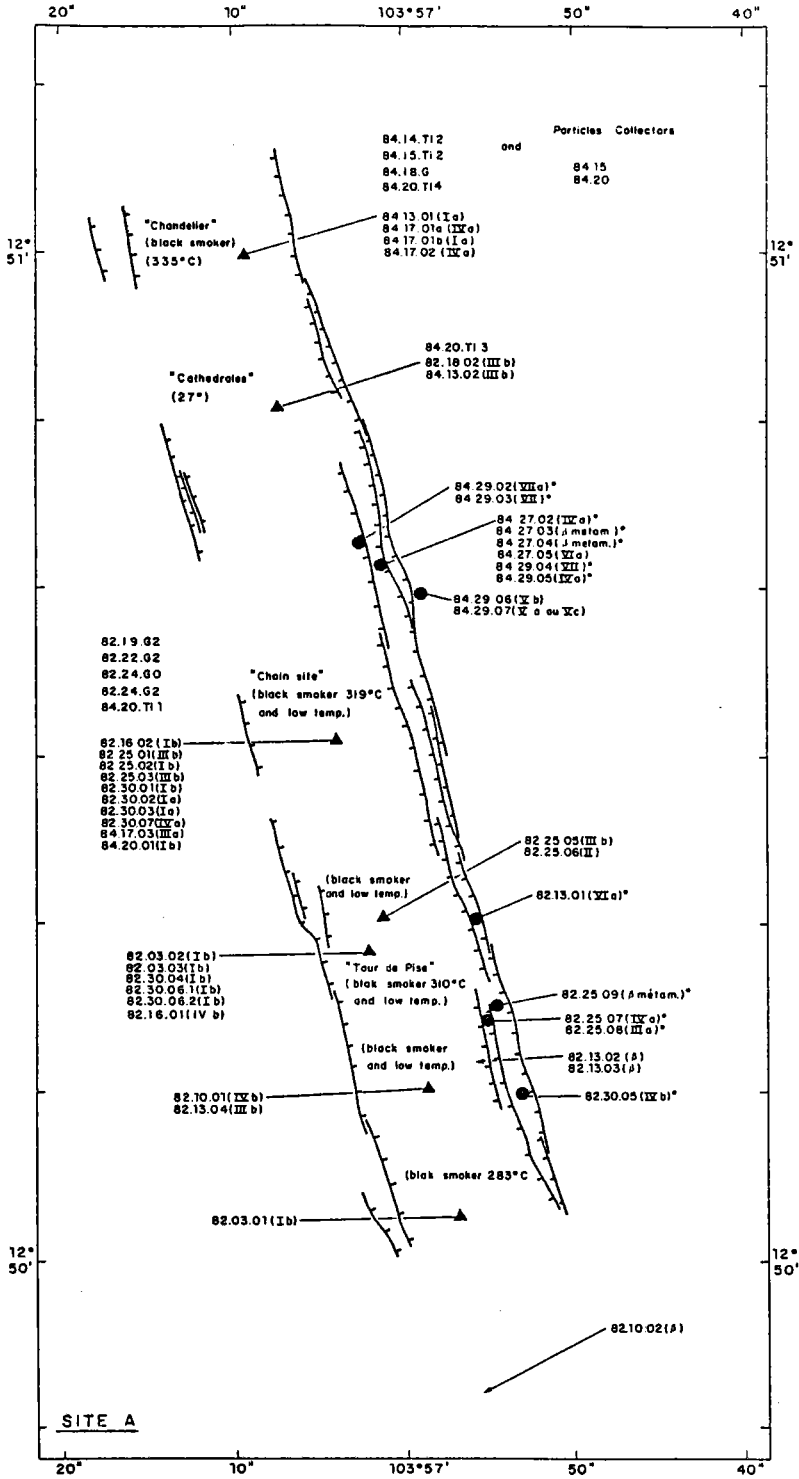 20" 10" 103°57' 50" 40"
84.14.TI2
84.15.TI2
84.18.G
84.20.TI4
and
Particles Collectors
84 15
84.20
12°
51'
12°
51'
"Chandelier"
(black smoker)
(335°C)
84 13.01(Ia)
84 17.01a(IVa)
84.17.01b(Ia)
84.17.02(IVa)
"Cathedrales"
(27°)
84.20.TI3
82.18 02(IIIb)
84.13.02(IIIb)
84.29.02(VIIa)*
84 29.03(VII)*
84 27.02(IVa)*
84 27 03(β metam)*
84 27.04(β metam.)*
84.27.05(VIa)
84 29.04(VII)*
84.29.05(IVa)*
84 29 06(Vb)
84.29.07(Va ou Vc)
82.19.G2
82.22.G2
82.24.G0
82.24.G2
84.20.TI1
"Chain site"
(black smoker 319°C
and low temp.)
82.16 02(Ib)
82 25 01(IIIb)
82 25.02(Ib)
82.25.03(IIIb)
82.30.01(Ib)
82.30.02(Ia)
82.30.03(Ia)
82 30.07(IVa)
84.17.03(IIIa)
84 20.01(Ib)
82 25 05(IIIb)
82.25.06(II)
(black smoker
and low temp.)
82.13.01(VIa)*
82.03.02(Ib)
82.03.03(Ib)
82.30.04(Ib)
82.30.06.1(Ib)
82.30.06.2(Ib)
82.16.01(IVb)
"Tour de Pise"
(blak smoker 310°C
and low temp.)
82.25 09(β métam.)*
82.25 07(IVa)*
82.25 08(IIIa)*
(black smoker
and low temp.)
82.13.02(β)
82.13.03(β)
82.10.01(IVb)
82.13.04(IIIb)
82.30.05(IVb)*
(blak smoker 283°C
82.03.01(Ib)
12°
50'
12°
50'
82.10.02(β)
SITE A
20" 10" 103°57' 50" 40"